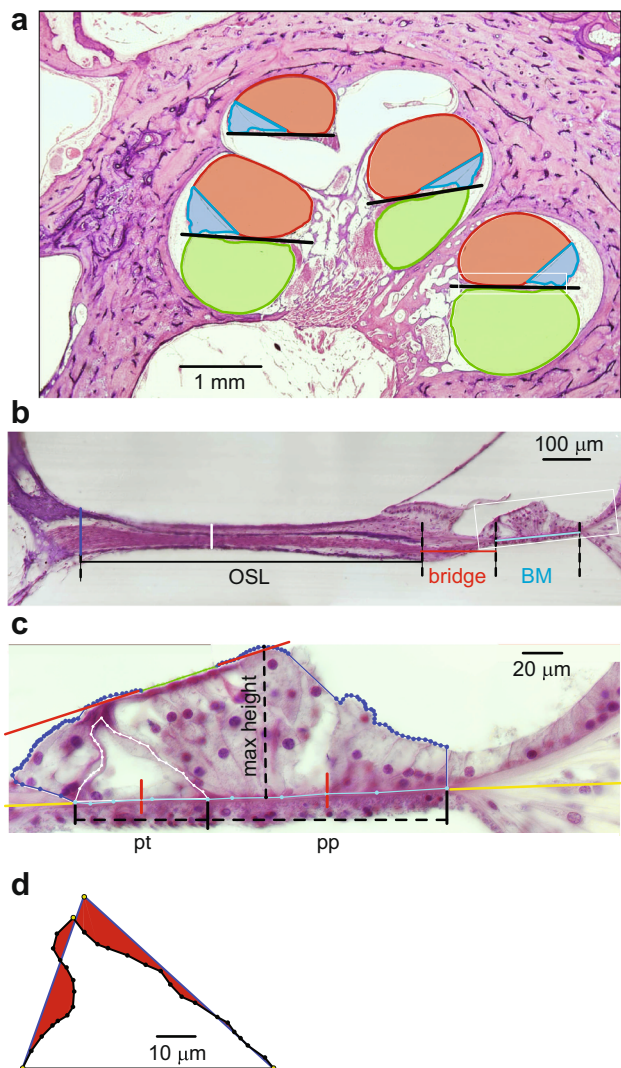 a
1 mm
b
100 µm
OSL
bridge
BM
c
20 µm
max height
pt
pp
d
10 µm